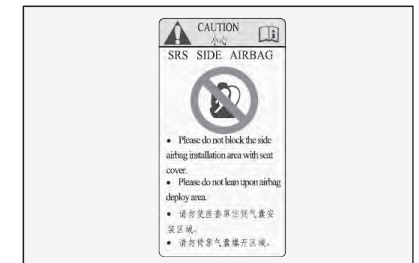 CAUTION
小心
SRS SIDE AIRBAG
• Please do not block the side
airbag installation area with seat
cover.
• Please do not lean upon airbag
deploy area.
• 请勿使座套罩住侧气囊安
装区域。
• 请勿倚靠气囊爆开区域。